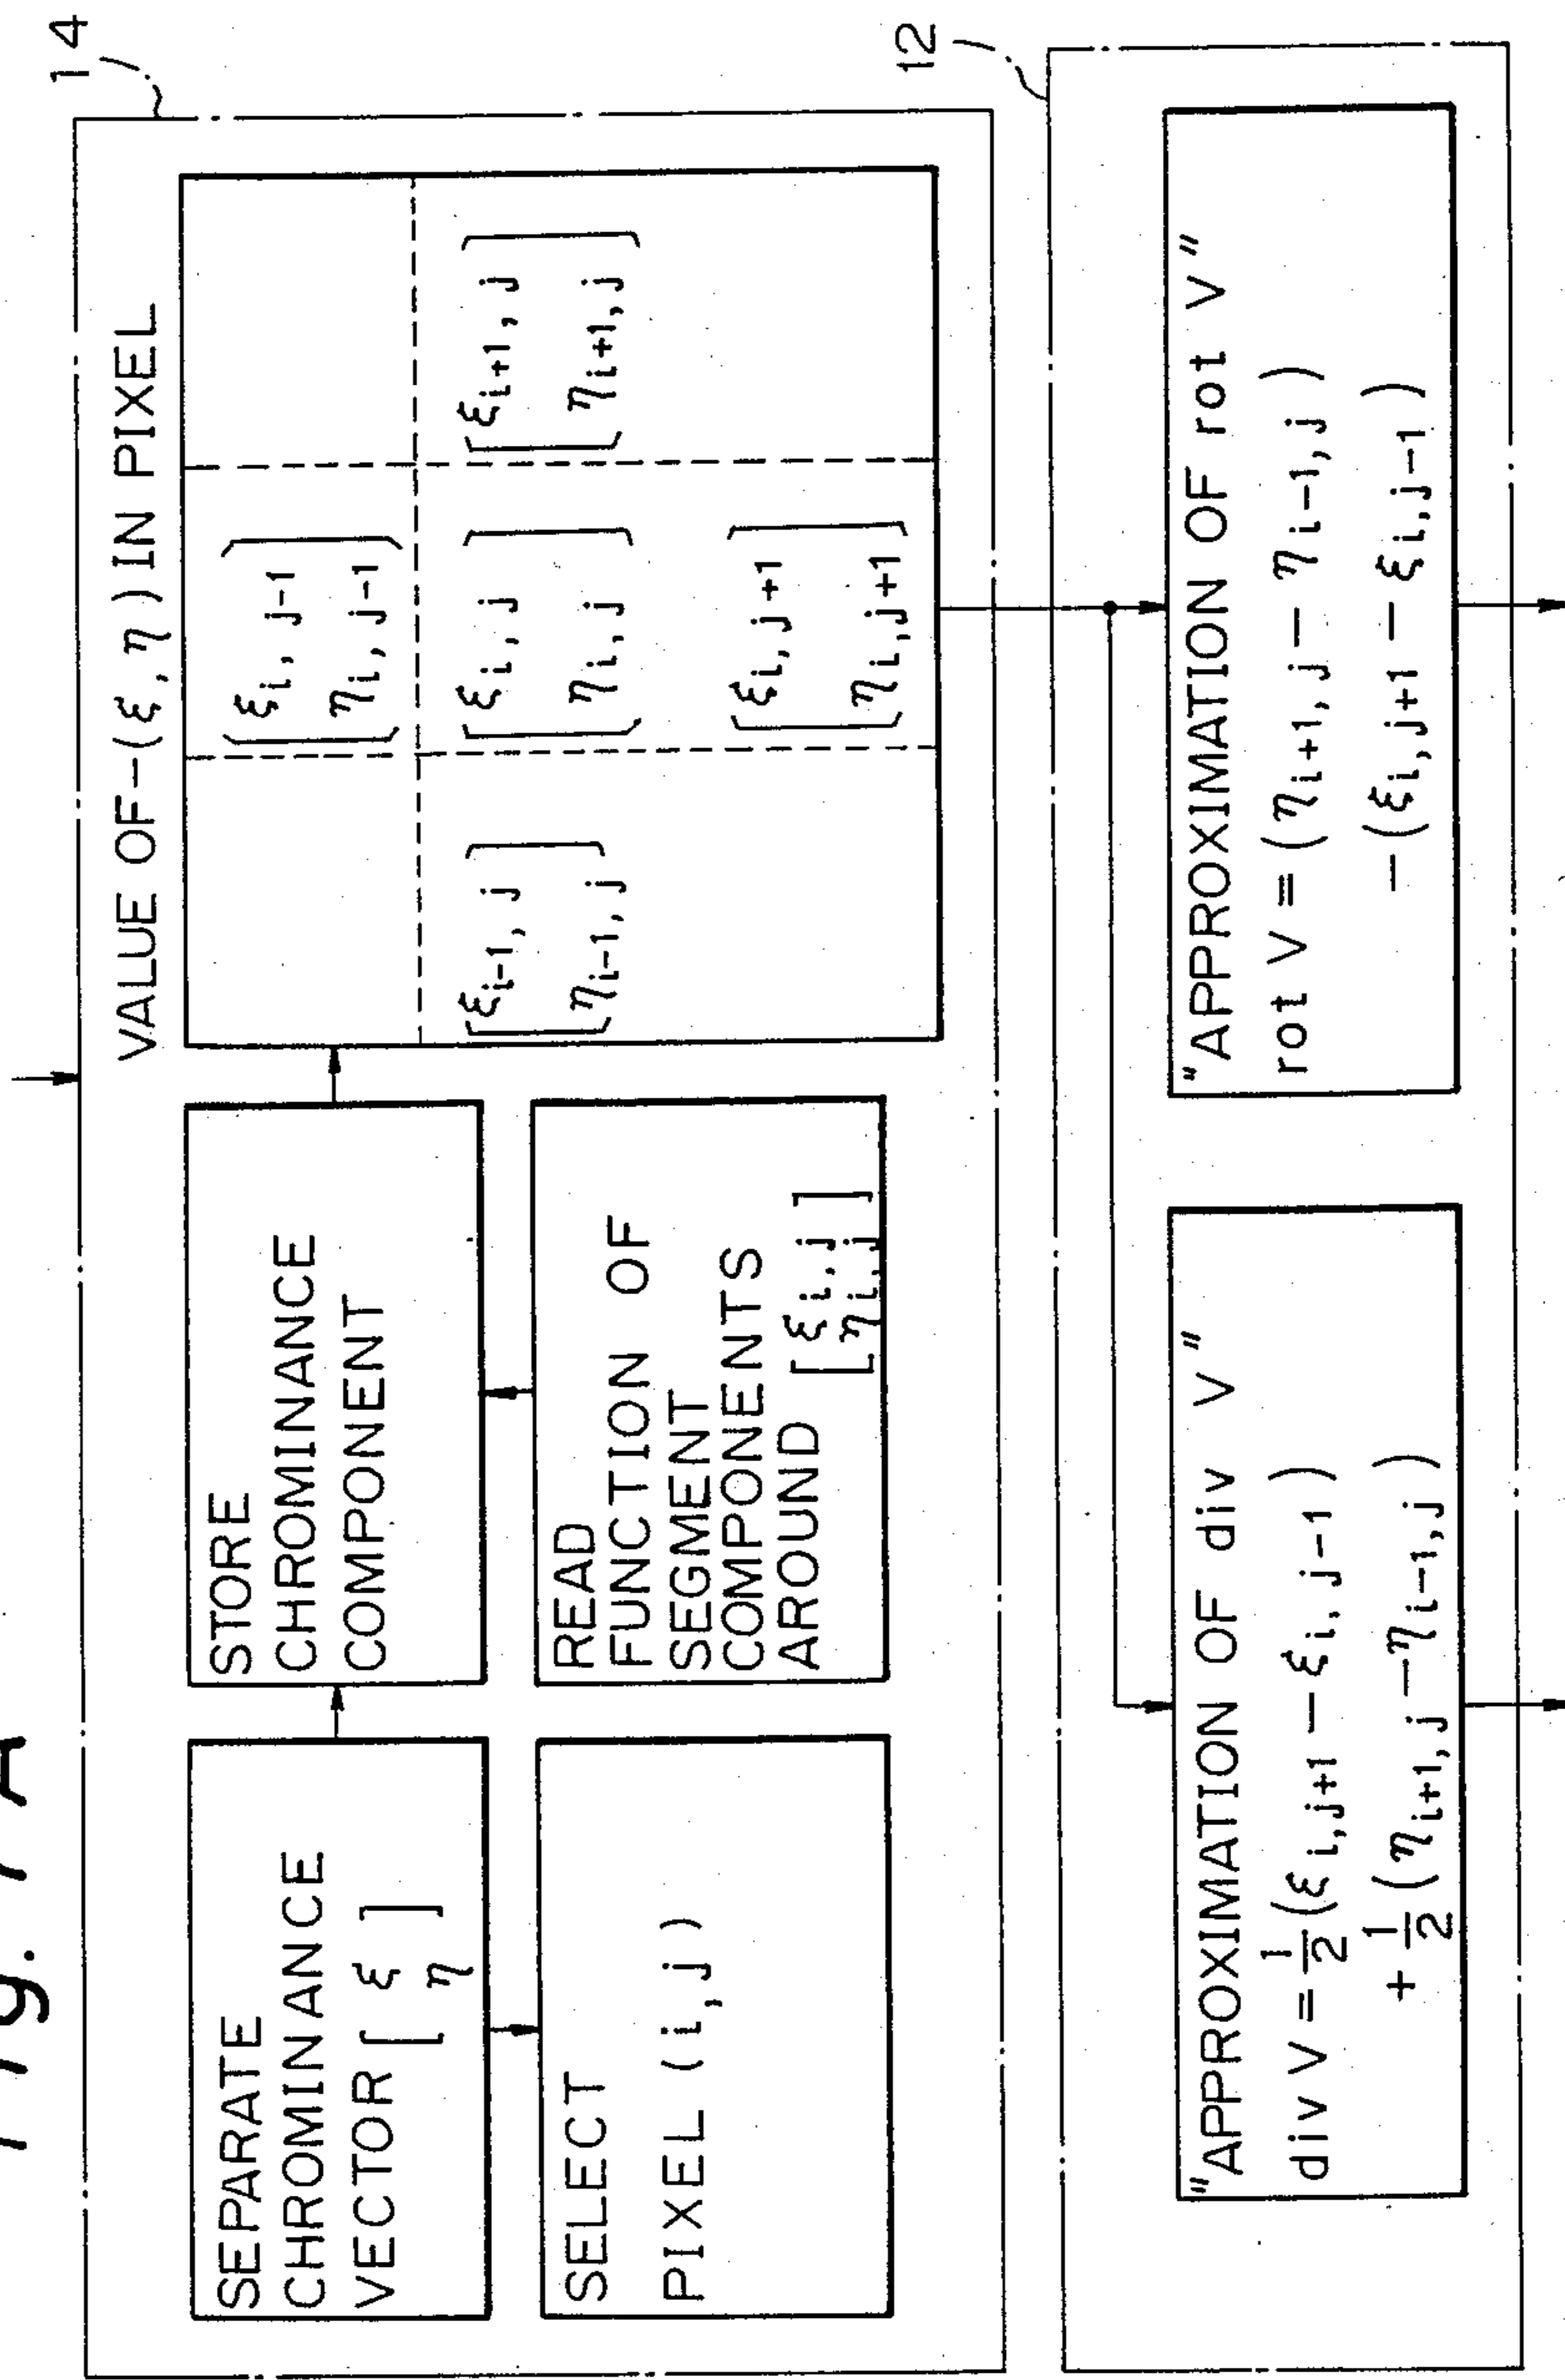 Fig. 7A
14
SEPARATE
CHROMINANCE
VECTOR [ ξ
η ]
SELECT
PIXEL (i,j)
STORE
CHROMINANCE
COMPONENT
READ
FUNCTION OF
SEGMENT
COMPONENTS
AROUND [ ξi,j
ηi,j ]
VALUE OF-(ξ,η) IN PIXEL
[ ξi,j-1
ηi,j-1 ]
[ ξi-1,j
ηi-1,j ]
[ ξi,j
ηi,j ]
[ ξi+1,j
ηi+1,j ]
[ ξi,j+1
ηi,j+1 ]
12
"APPROXIMATION OF div V"
div V = 1/2 (ξi,j+1 − ξi,j-1)
+ 1/2 (ηi+1,j − ηi-1,j)
"APPROXIMATION OF rot V"
rot V = (ηi+1,j − ηi-1,j)
−(ξi,j+1 − ξi,j-1)